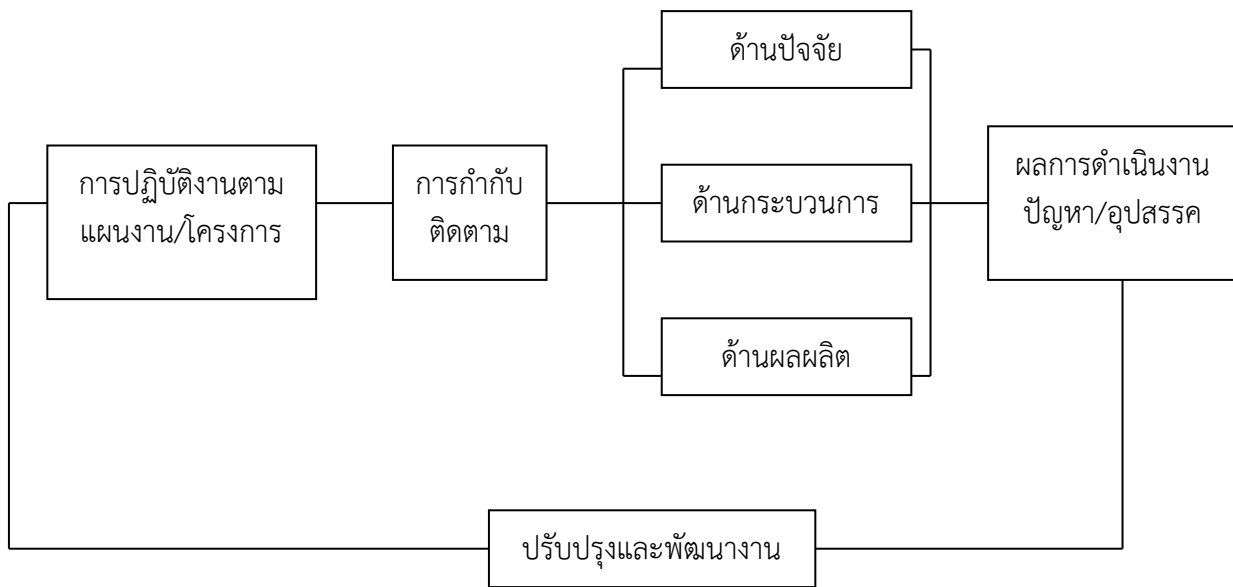 ด้านปัจจัย
การปฏิบัติงานตาม
แผนงาน/โครงการ
การกำกับ
ติดตาม
ด้านกระบวนการ
ผลการดำเนินงาน
ปัญหา/อุปสรรค
ด้านผลผลิต
ปรับปรุงและพัฒนางาน